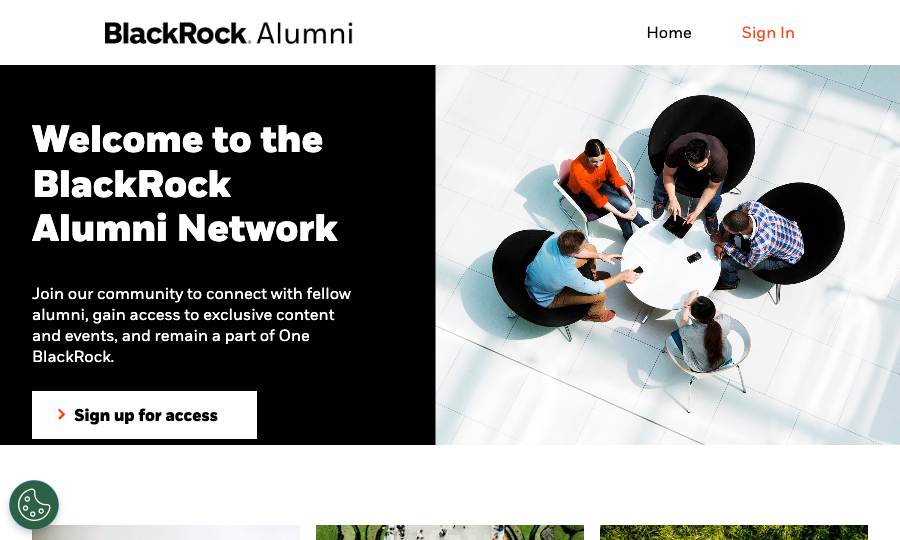 BlackRock. Alumni
Home
Sign In
Welcome to the
BlackRock
Alumni Network
Join our community to connect with fellow
alumni, gain access to exclusive content
and events, and remain a part of One
BlackRock.
Sign up for access